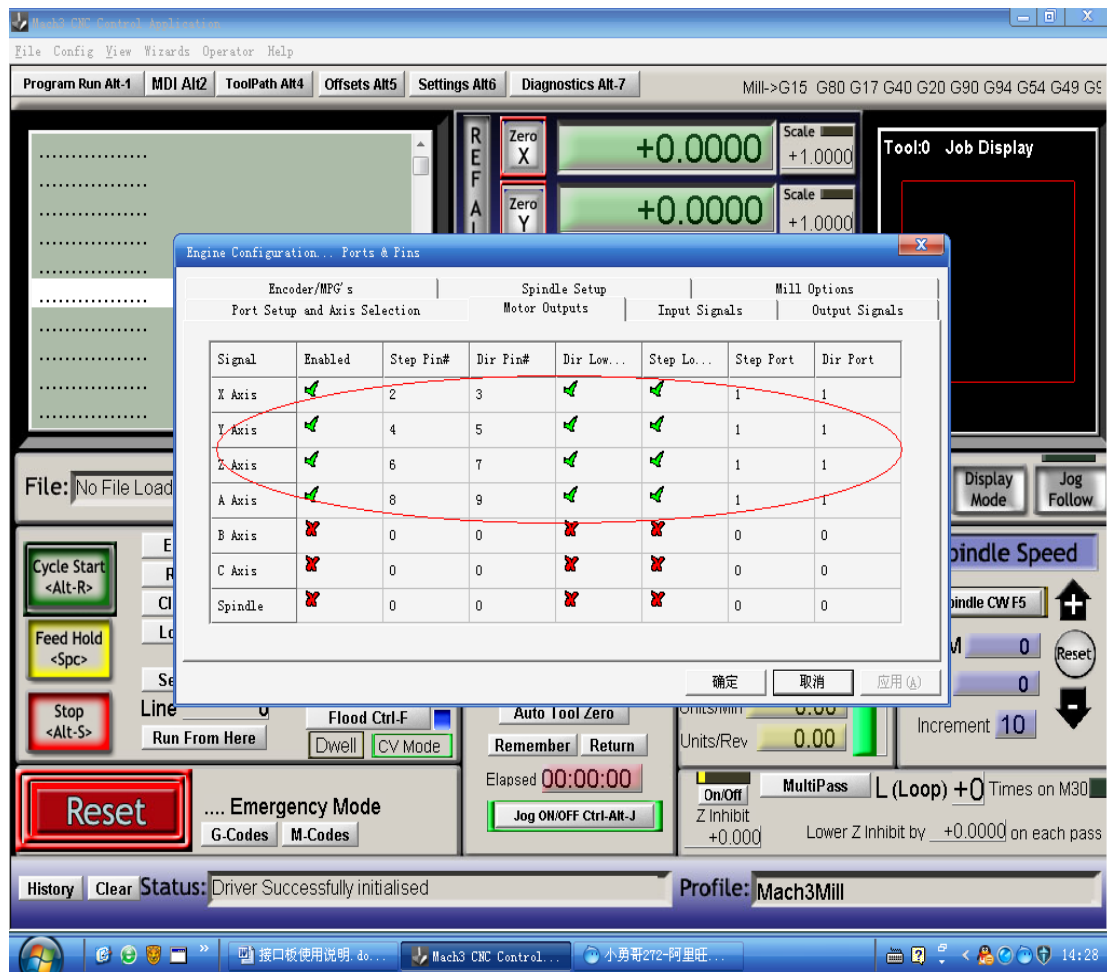 Mach3 CNC Control Application
File Config View Wizards Operator Help
Program Run Alt-1 MDI Alt2 ToolPath Alt4 Offsets Alt5 Settings Alt6 Diagnostics Alt-7 Mill->G15 G80 G17 G40 G20 G90 G94 G54 G49 G9
REF A
Zero X +0.0000 Scale +1.0000
Zero Y +0.0000 Scale +1.0000
Tool:0 Job Display
Engine Configuration... Ports & Pins
Encoder/MPG's Spindle Setup Mill Options
Port Setup and Axis Selection Motor Outputs Input Signals Output Signals
Signal Enabled Step Pin# Dir Pin# Dir Low... Step Lo... Step Port Dir Port
X Axis 2 3 1 1
Y Axis 4 5 1 1
Z Axis 6 7 1 1
A Axis 8 9 1 1
B Axis 0 0 0 0
C Axis 0 0 0 0
Spindle 0 0 0 0
确定 取消 应用(A)
File: No File Load
Display Mode Jog Follow
Cycle Start <Alt-R>
Feed Hold <Spc>
Stop <Alt-S>
pindle Speed
pindle CW F5
0 Reset
0
Increment 10
Line 0
Run From Here
Flood Ctrl-F
Dwell CV Mode
Auto Tool Zero
Remember Return
Elapsed 00:00:00
Jog ON/OFF Ctrl-Alt-J
Units/Min 0.00
Units/Rev 0.00
Reset .... Emergency Mode
G-Codes M-Codes
On/Off MultiPass L (Loop) +0 Times on M30
Z Inhibit
+0.000 Lower Z Inhibit by +0.0000 on each pass
History Clear Status: Driver Successfully initialised Profile: Mach3Mill
接口板使用说明.do... Mach3 CNC Control... 小勇哥272-阿里旺... 14:28